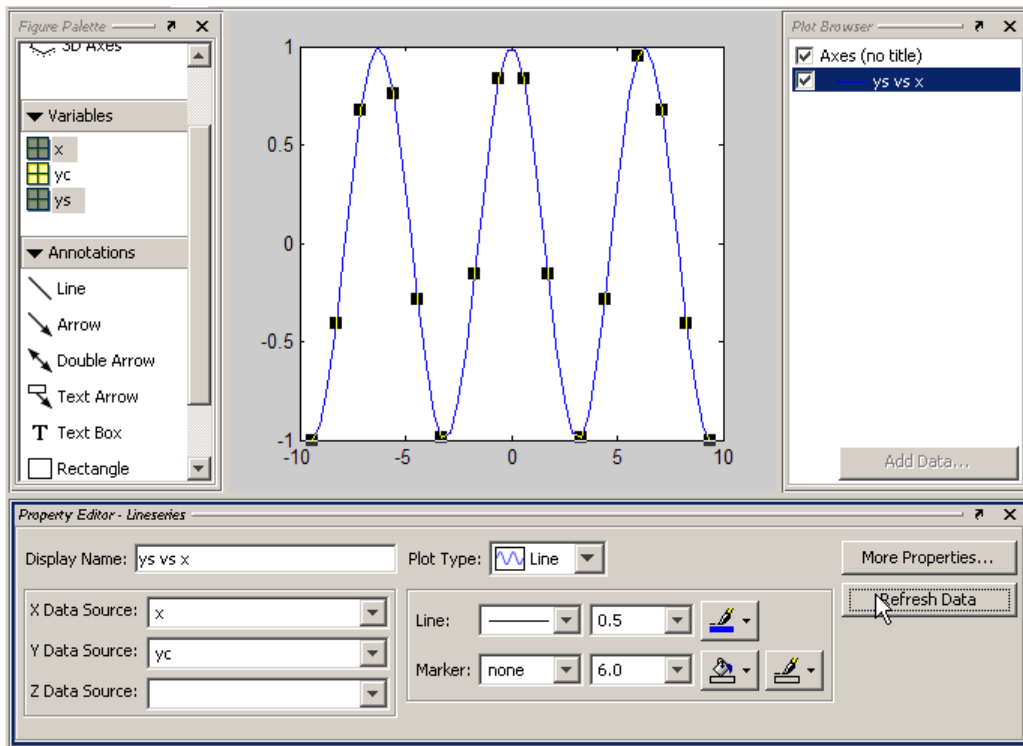 Figure Palette
3D Axes
Variables
x
yc
ys
Annotations
Line
Arrow
Double Arrow
Text Arrow
T Text Box
Rectangle
1
0.5
0
-0.5
-1
-10 -5 0 5 10
Plot Browser
Axes (no title)
ys vs x
Add Data...
Property Editor - Lineseries
Display Name: ys vs x
Plot Type: Line
More Properties...
X Data Source: x
Y Data Source: yc
Z Data Source:
Line: 0.5
Marker: none 6.0
Refresh Data